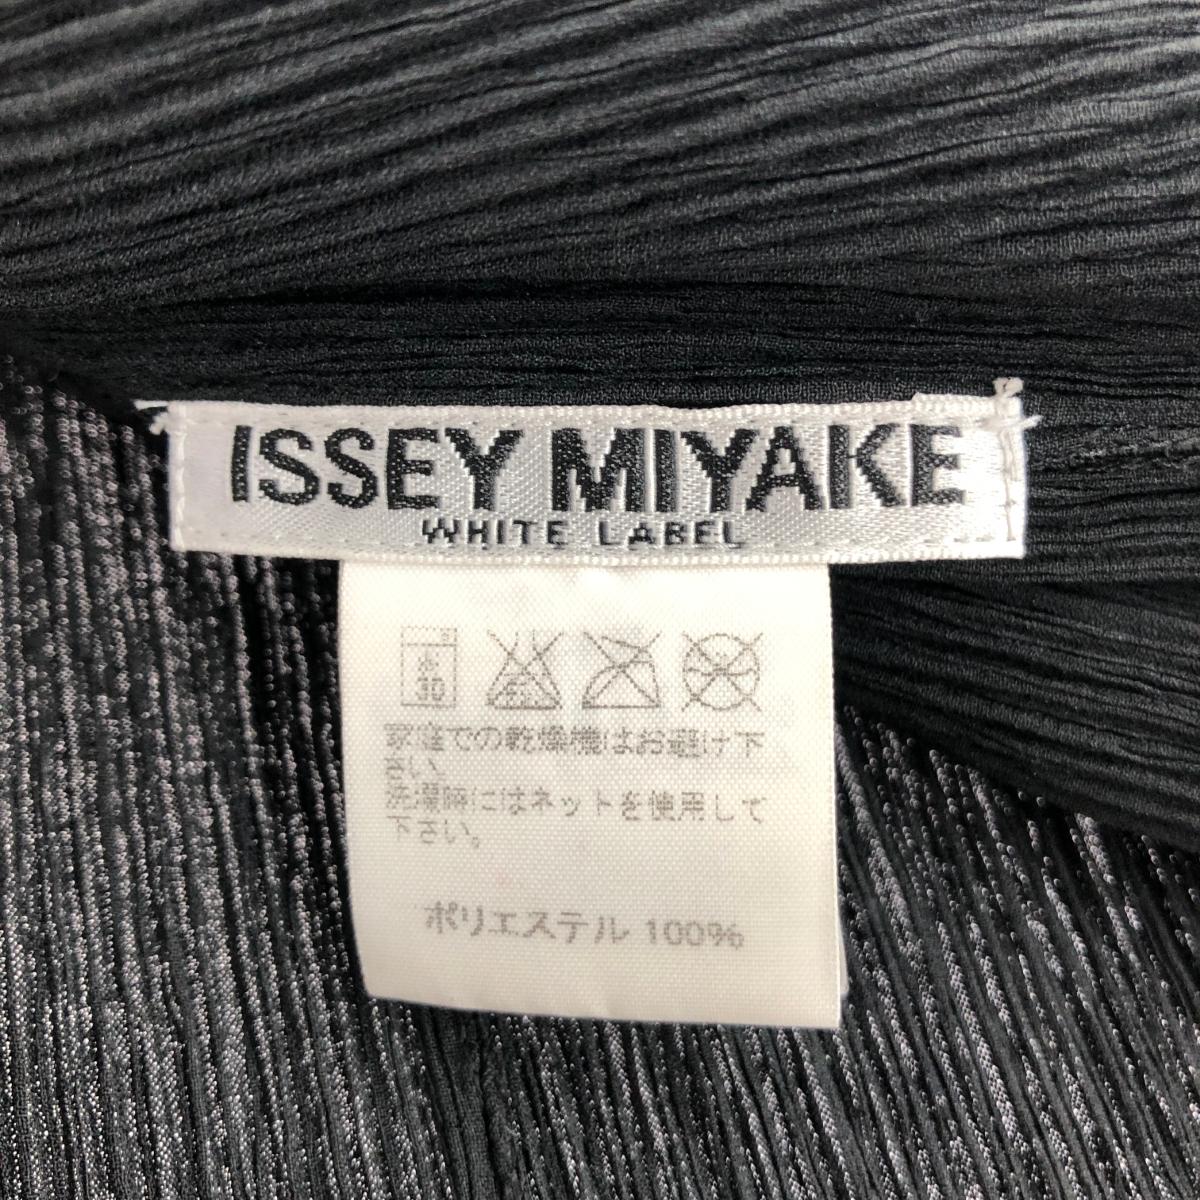 ISSEY MIYAKE
WHITE LABEL
30
家庭での乾燥機はお避け下
さい。
洗濯時にはネットを使用して
下さい。
ポリエステル 100%